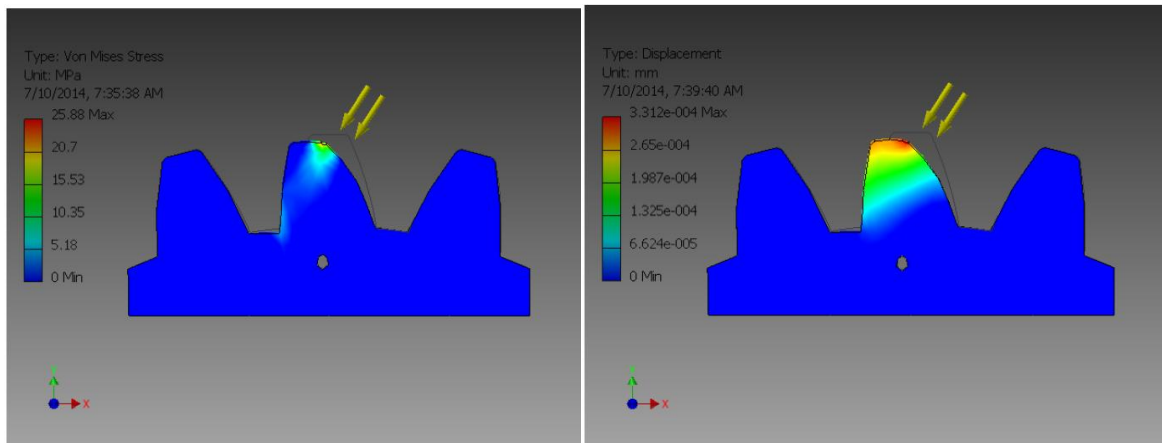 Type: Von Mises Stress
Unit: MPa
7/10/2014, 7:35:38 AM
25.88 Max
20.7
15.53
10.35
5.18
0 Min
Y
X
Type: Displacement
Unit: mm
7/10/2014, 7:39:40 AM
3.312e-004 Max
2.65e-004
1.987e-004
1.325e-004
6.624e-005
0 Min
Y
X